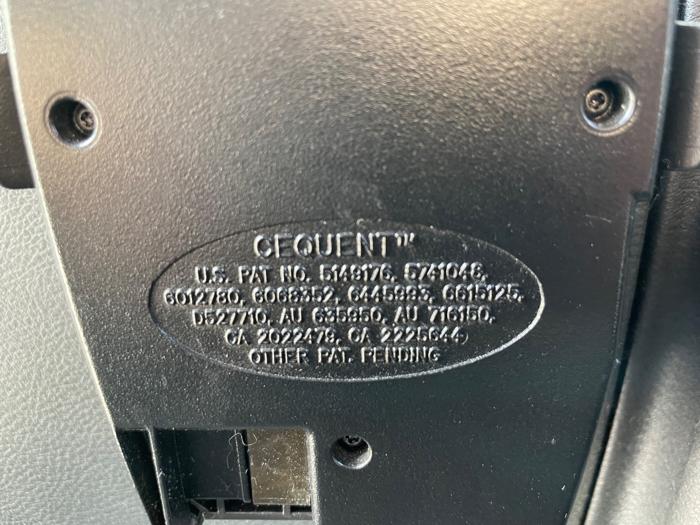 CEQUENT™
U.S. PAT NO. 5149176, 5741048,
6012780, 6068352, 6445993, 6615125,
D527710, AU 635950, AU 716150,
CA 2022479, CA 2225644,
OTHER PAT. PENDING